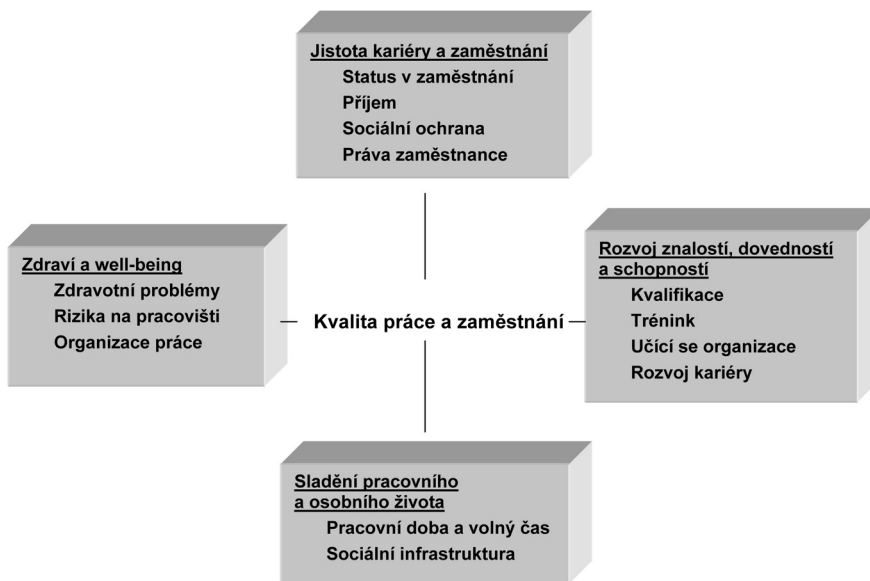 Jistota kariéry a zaměstnání
Status v zaměstnání
Příjem
Sociální ochrana
Práva zaměstnance
Zdraví a well-being
Zdravotní problémy
Rizika na pracovišti
Organizace práce
Kvalita práce a zaměstnání
Rozvoj znalostí, dovedností
a schopností
Kvalifikace
Trénink
Učící se organizace
Rozvoj kariéry
Sladění pracovního
a osobního života
Pracovní doba a volný čas
Sociální infrastruktura